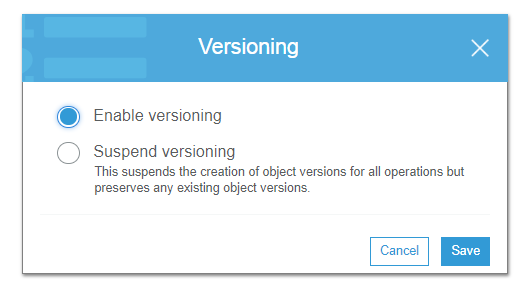 Versioning
Enable versioning
Suspend versioning
This suspends the creation of object versions for all operations but
preserves any existing object versions.
Cancel
Save